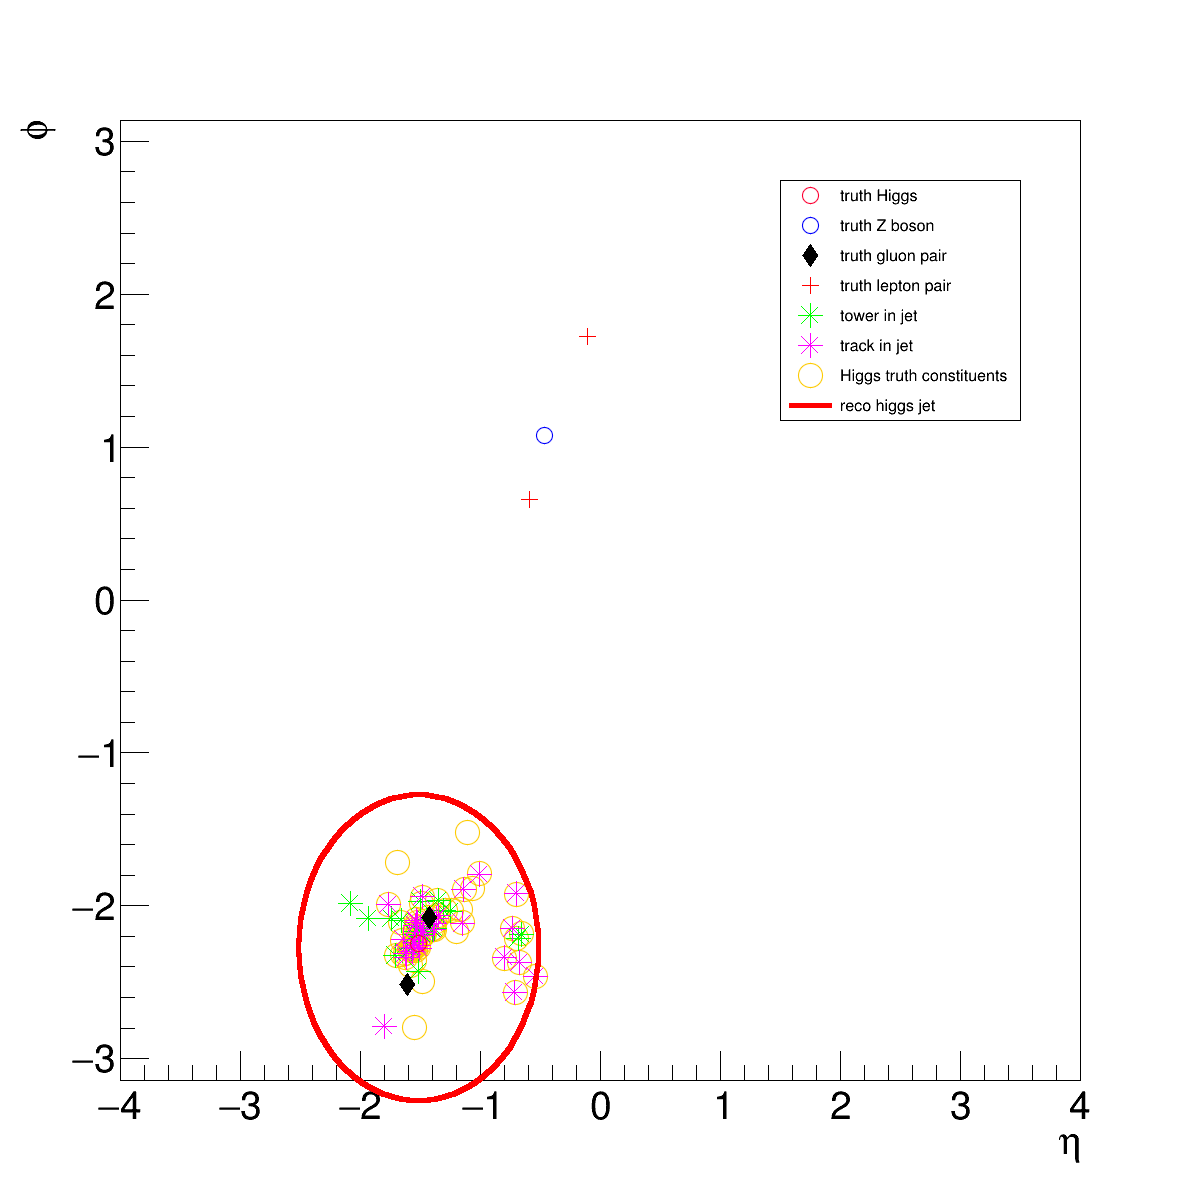 ϕ
3
2
1
0
−1
−2
−3
−4
−3
−2
−1
0
1
2
3
4
η
truth Higgs
truth Z boson
truth gluon pair
truth lepton pair
tower in jet
track in jet
Higgs truth constituents
reco higgs jet